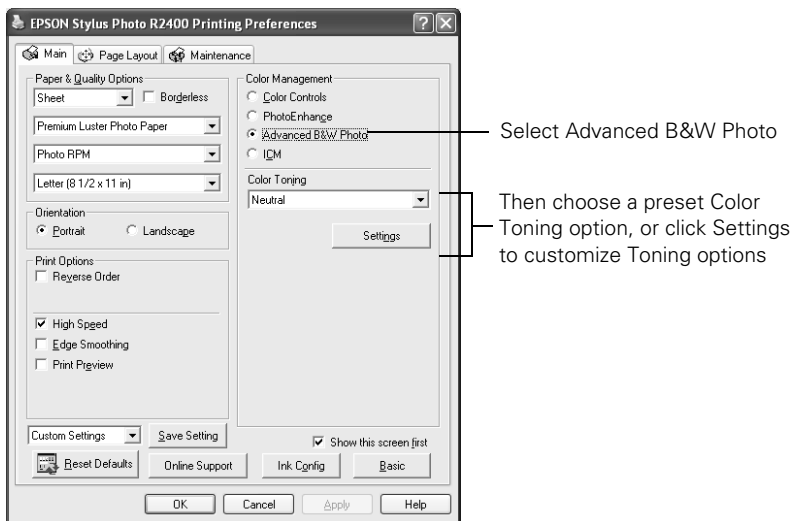 EPSON Stylus Photo R2400 Printing Preferences
Main
Page Layout
Maintenance
Paper & Quality Options
Sheet
Borderless
Premium Luster Photo Paper
Photo RPM
Letter (8 1/2 x 11 in)
Orientation
Portrait
Landscape
Print Options
Reverse Order
High Speed
Edge Smoothing
Print Preview
Color Management
Color Controls
PhotoEnhance
Advanced B&W Photo
ICM
Color Toning
Neutral
Settings
Custom Settings
Save Setting
Show this screen first
Reset Defaults
Online Support
Ink Config
Basic
OK
Cancel
Apply
Help
Select Advanced B&W Photo
Then choose a preset Color
Toning option, or click Settings
to customize Toning options